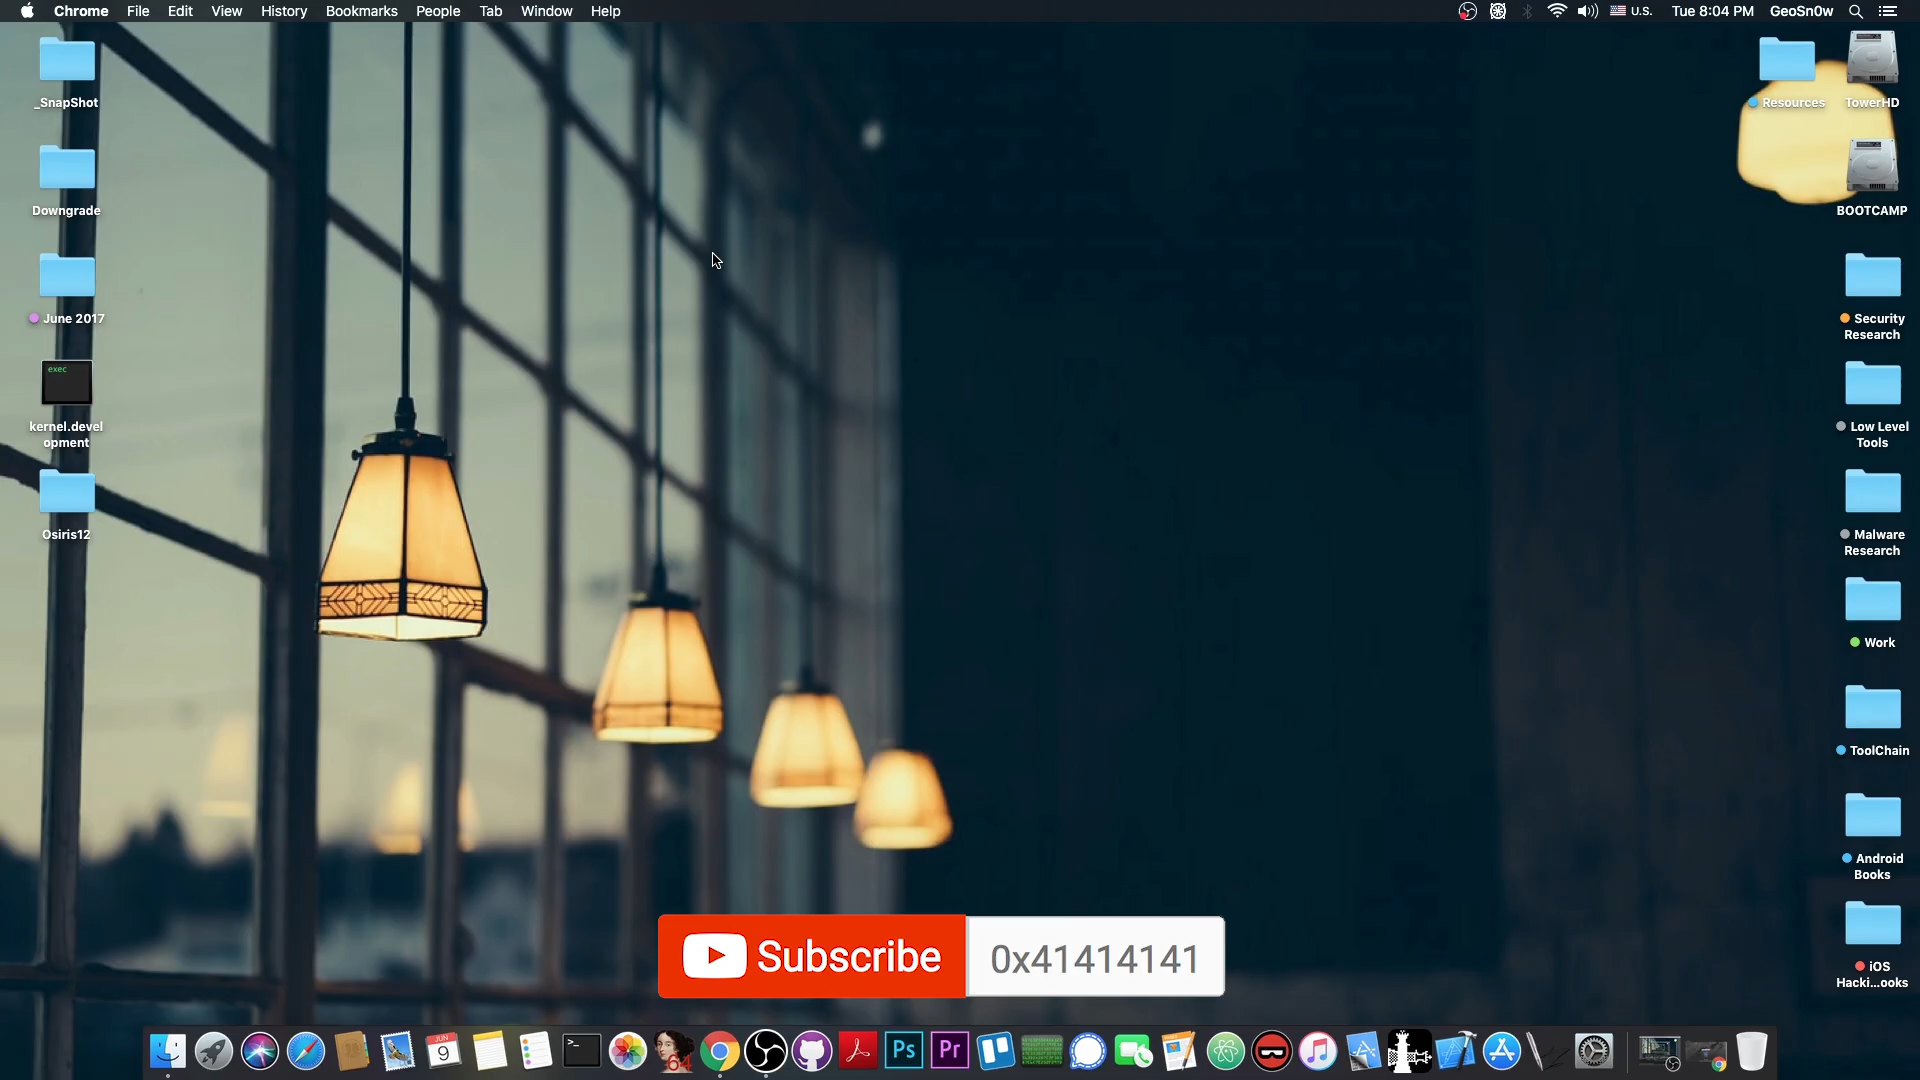 Chrome File Edit View History Bookmarks People Tab Window Help
U.S. Tue 8:04 PM GeoSn0w
_SnapShot
Downgrade
June 2017
exec
kernel.devel
opment
Osiris12
Resources
TowerHD
BOOTCAMP
Security
Research
Low Level
Tools
Malware
Research
Work
ToolChain
Android
Books
iOS
Hacki...ooks
Subscribe
0x41414141
JUN
9
>_
64
Ps
Pr